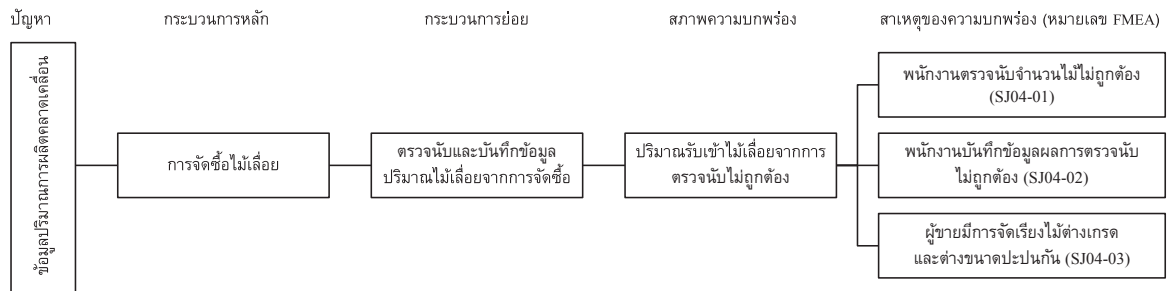 ปัญหา
กระบวนการหลัก
กระบวนการย่อย
สภาพความบกพร่อง
สาเหตุของความบกพร่อง (หมายเลข FMEA)
ข้อมูลปริมาณการผลิตคลาดเคลื่อน
การจัดซื้อไม้เลื่อย
ตรวจนับและบันทึกข้อมูล
ปริมาณไม้เลื่อยจากการจัดซื้อ
ปริมาณรับเข้าไม้เลื่อยจากการ
ตรวจนับไม่ถูกต้อง
พนักงานตรวจนับจำนวนไม้ไม่ถูกต้อง
(SJ04-01)
พนักงานบันทึกข้อมูลผลการตรวจนับ
ไม่ถูกต้อง (SJ04-02)
ผู้ขายมีการจัดเรียงไม้ต่างเกรด
และต่างขนาดปะปนกัน (SJ04-03)